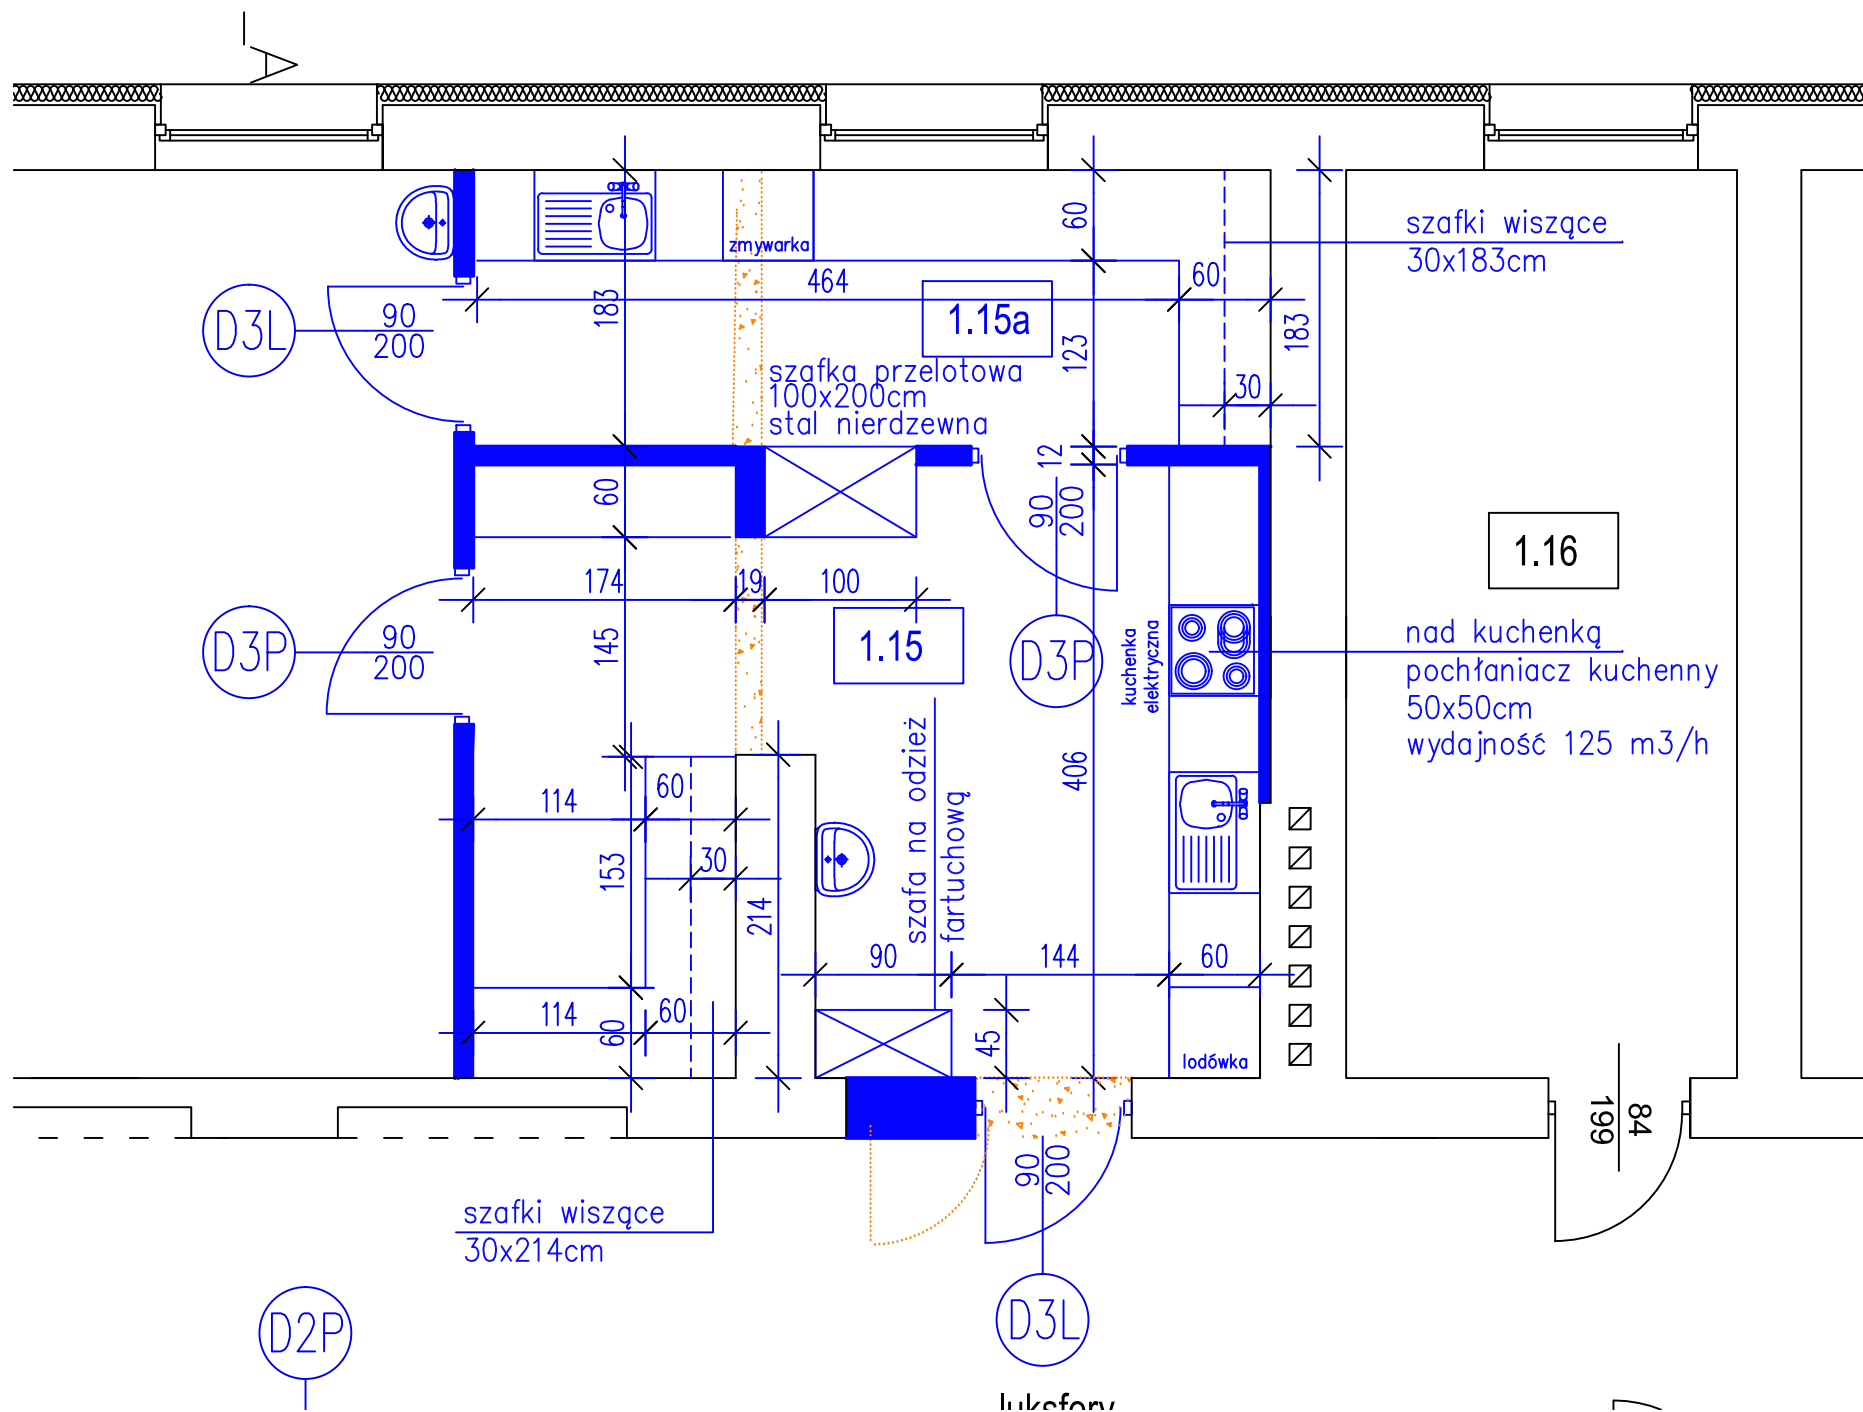 A
szafki wiszące
30x183cm
zmywarka
60
464
60
183
1.15a
D3L
90
200
123
183
szafka przelotowa
100x200cm
stal nierdzewna
30
12
60
90
200
1.16
174
19
100
145
1.15
D3P
90
200
D3P
kuchenka
elektryczna
nad kuchenką
pochłaniacz kuchenny
50x50cm
wydajność 125 m3/h
406
szafa na odzież
fartuchową
114
60
153
30
214
90
144
60
114
60
60
45
lodówka
84
199
90
200
szafki wiszące
30x214cm
D2P
D3L
luksfery